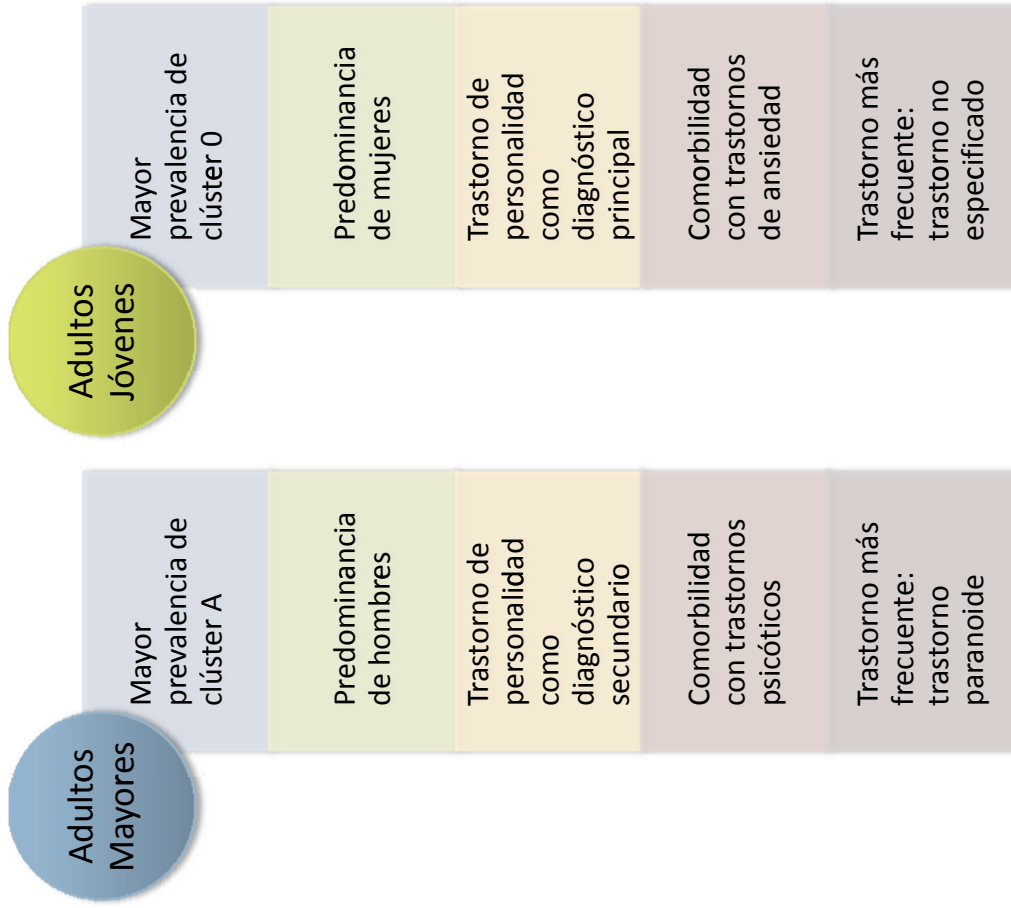 Adultos
Mayores
Mayor
prevalencia de
clúster A
Predominancia
de hombres
Trastorno de
personalidad
como
diagnóstico
secundario
Comorbilidad
con trastornos
psicóticos
Trastorno más
frecuente:
trastorno
paranoide
Adultos
Jóvenes
Mayor
prevalencia de
clúster 0
Predominancia
de mujeres
Trastorno de
personalidad
como
diagnóstico
principal
Comorbilidad
con trastornos
de ansiedad
Trastorno más
frecuente:
trastorno no
especificado